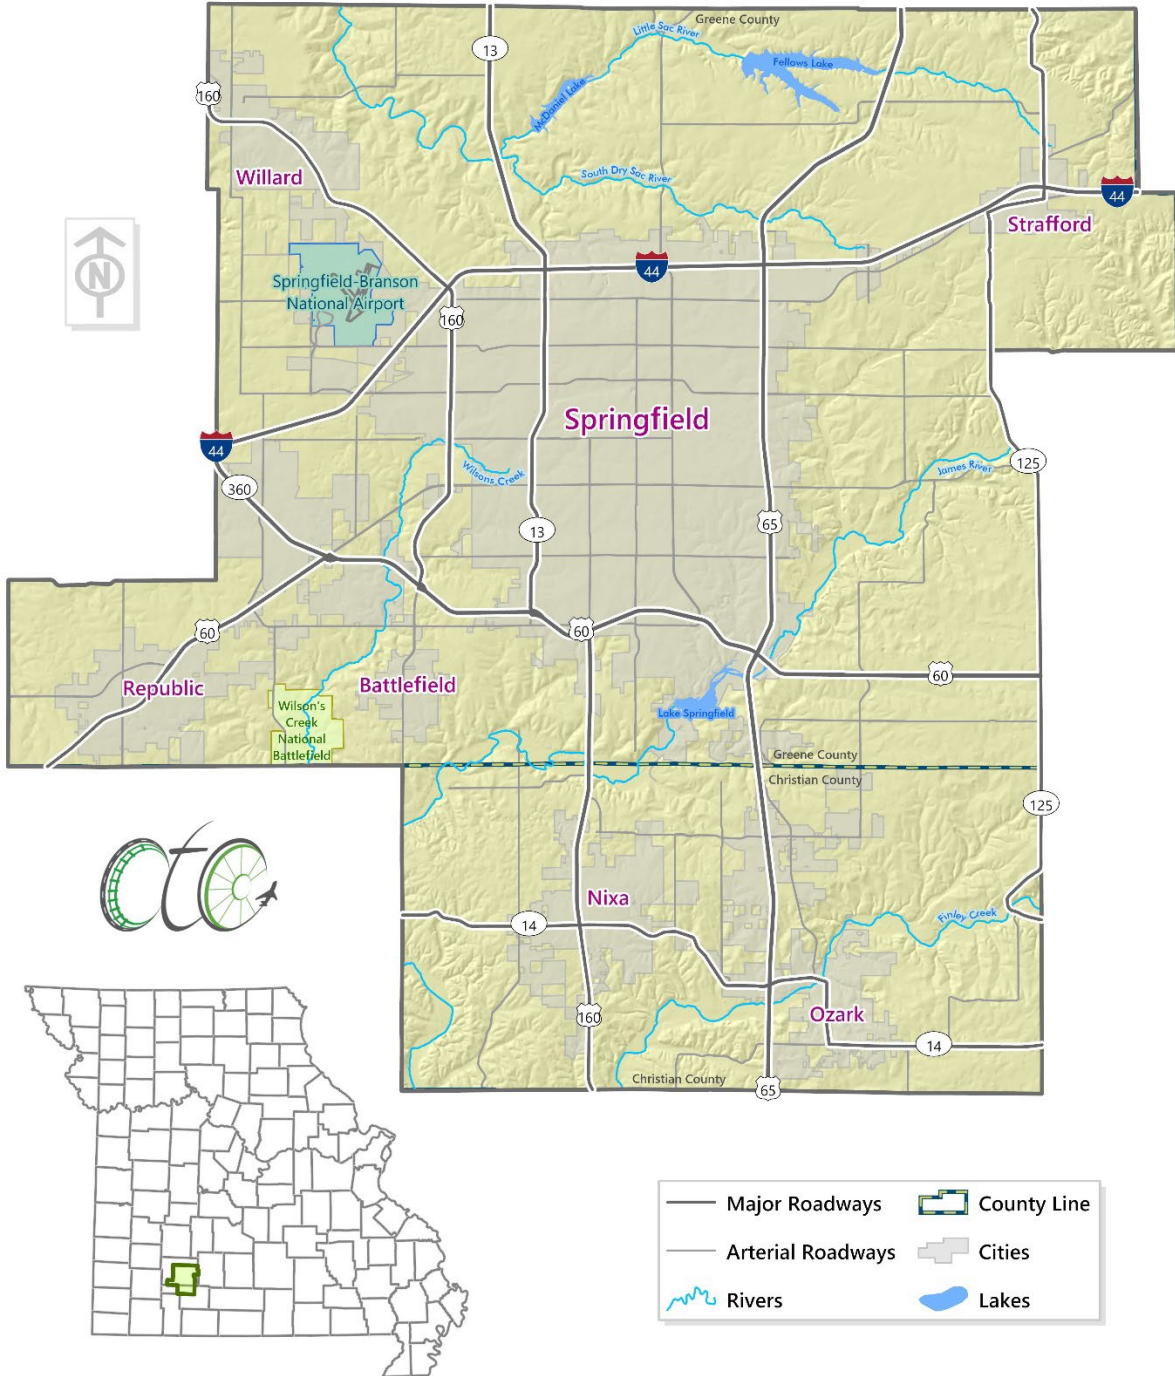 Greene County
Little Sac River
13
Fellows Lake
160
McDaniel Lake
Willard
South Dry Sac River
44
Strafford
N
44
Springfield-Branson
National Airport
160
Springfield
44
Wilsons Creek
James River
125
360
13
65
60
60
60
Republic
Battlefield
Wilson's
Creek
National
Battlefield
Lake Springfield
Greene County
Christian County
125
Nixa
14
Finley Creek
160
Ozark
14
Christian County
65
Major Roadways
County Line
Arterial Roadways
Cities
Rivers
Lakes